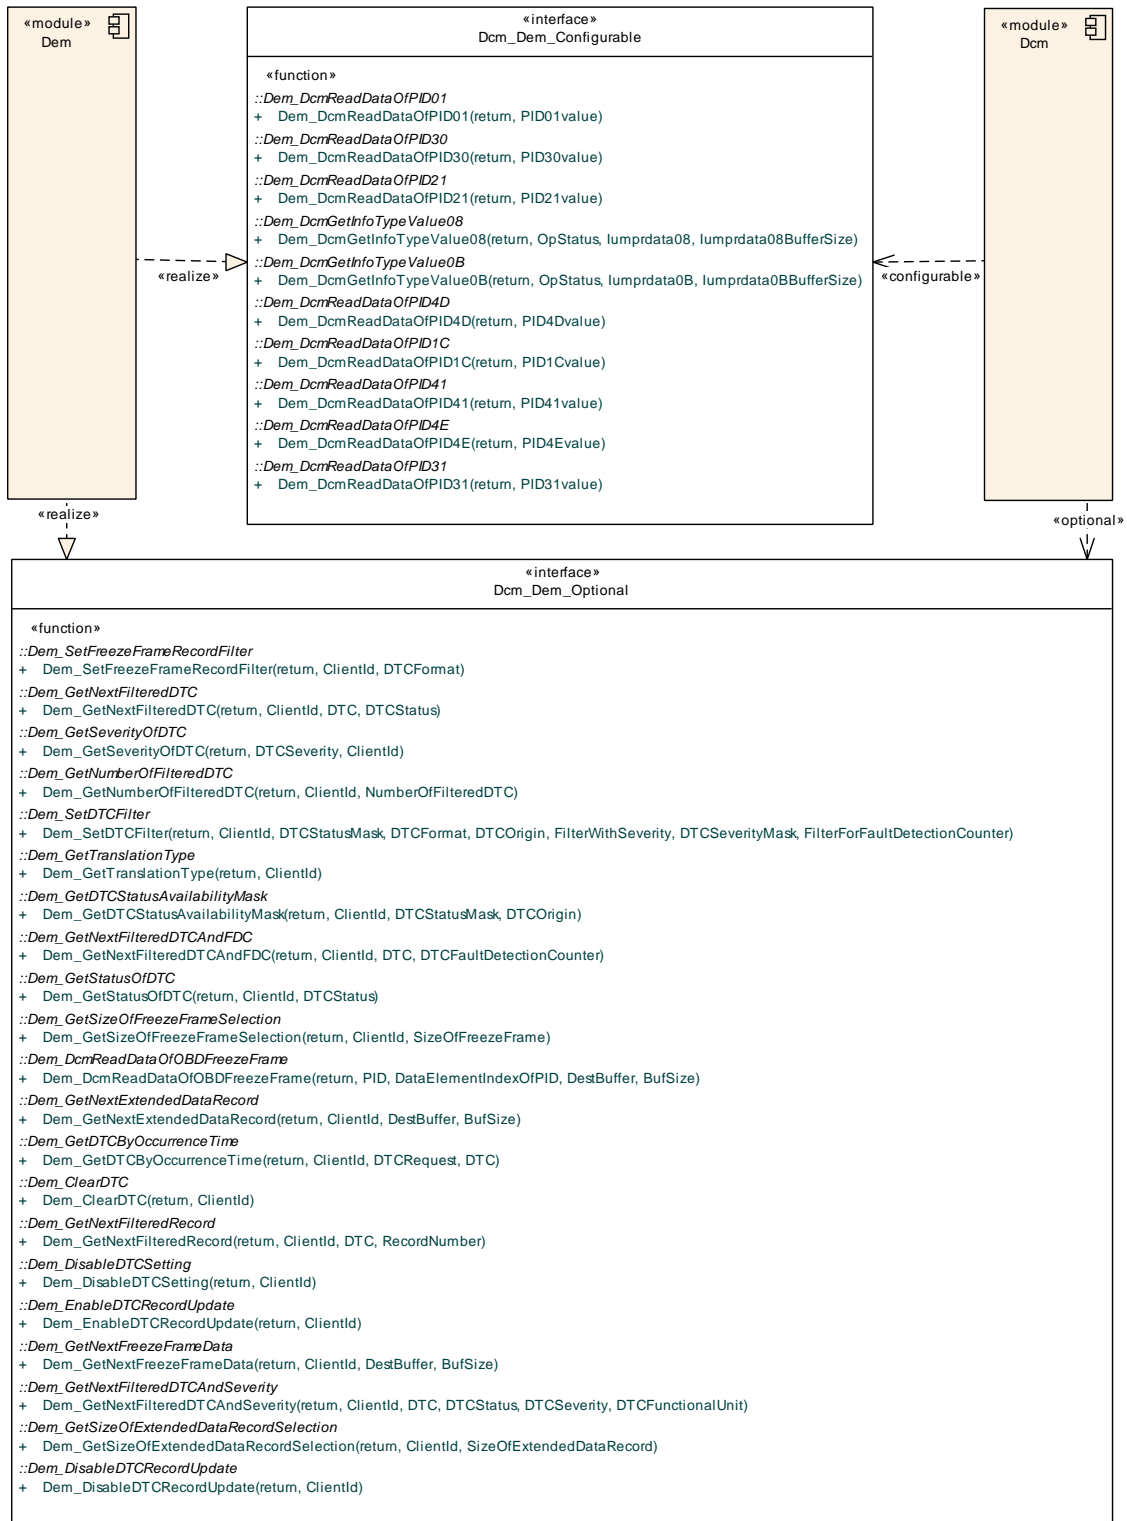 «module»
Dem
«interface»
Dcm_Dem_Configurable
«module»
Dcm
«function»
::Dem_DcmReadDataOfPID01
+ Dem_DcmReadDataOfPID01(return, PID01value)
::Dem_DcmReadDataOfPID30
+ Dem_DcmReadDataOfPID30(return, PID30value)
::Dem_DcmReadDataOfPID21
+ Dem_DcmReadDataOfPID21(return, PID21value)
::Dem_DcmGetInfoTypeValue08
+ Dem_DcmGetInfoTypeValue08(return, OpStatus, Iumprdata08, Iumprdata08BufferSize)
::Dem_DcmGetInfoTypeValue0B
+ Dem_DcmGetInfoTypeValue0B(return, OpStatus, Iumprdata0B, Iumprdata0BBufferSize)
::Dem_DcmReadDataOfPID4D
+ Dem_DcmReadDataOfPID4D(return, PID4Dvalue)
::Dem_DcmReadDataOfPID1C
+ Dem_DcmReadDataOfPID1C(return, PID1Cvalue)
::Dem_DcmReadDataOfPID41
+ Dem_DcmReadDataOfPID41(return, PID41value)
::Dem_DcmReadDataOfPID4E
+ Dem_DcmReadDataOfPID4E(return, PID4Evalue)
::Dem_DcmReadDataOfPID31
+ Dem_DcmReadDataOfPID31(return, PID31value)
«realize»
«configurable»
«realize»
«optional»
«interface»
Dcm_Dem_Optional
«function»
::Dem_SetFreezeFrameRecordFilter
+ Dem_SetFreezeFrameRecordFilter(return, ClientId, DTCFormat)
::Dem_GetNextFilteredDTC
+ Dem_GetNextFilteredDTC(return, ClientId, DTC, DTCStatus)
::Dem_GetSeverityOfDTC
+ Dem_GetSeverityOfDTC(return, DTCSeverity, ClientId)
::Dem_GetNumberOfFilteredDTC
+ Dem_GetNumberOfFilteredDTC(return, ClientId, NumberOfFilteredDTC)
::Dem_SetDTCFilter
+ Dem_SetDTCFilter(return, ClientId, DTCStatusMask, DTCFormat, DTCOrigin, FilterWithSeverity, DTCSeverityMask, FilterForFaultDetectionCounter)
::Dem_GetTranslationType
+ Dem_GetTranslationType(return, ClientId)
::Dem_GetDTCStatusAvailabilityMask
+ Dem_GetDTCStatusAvailabilityMask(return, ClientId, DTCStatusMask, DTCOrigin)
::Dem_GetNextFilteredDTCAndFDC
+ Dem_GetNextFilteredDTCAndFDC(return, ClientId, DTC, DTCFaultDetectionCounter)
::Dem_GetStatusOfDTC
+ Dem_GetStatusOfDTC(return, ClientId, DTCStatus)
::Dem_GetSizeOfFreezeFrameSelection
+ Dem_GetSizeOfFreezeFrameSelection(return, ClientId, SizeOfFreezeFrame)
::Dem_DcmReadDataOfOBDFreezeFrame
+ Dem_DcmReadDataOfOBDFreezeFrame(return, PID, DataElementIndexOfPID, DestBuffer, BufSize)
::Dem_GetNextExtendedDataRecord
+ Dem_GetNextExtendedDataRecord(return, ClientId, DestBuffer, BufSize)
::Dem_GetDTCByOccurrenceTime
+ Dem_GetDTCByOccurrenceTime(return, ClientId, DTCRequest, DTC)
::Dem_ClearDTC
+ Dem_ClearDTC(return, ClientId)
::Dem_GetNextFilteredRecord
+ Dem_GetNextFilteredRecord(return, ClientId, DTC, RecordNumber)
::Dem_DisableDTCSetting
+ Dem_DisableDTCSetting(return, ClientId)
::Dem_EnableDTCRecordUpdate
+ Dem_EnableDTCRecordUpdate(return, ClientId)
::Dem_GetNextFreezeFrameData
+ Dem_GetNextFreezeFrameData(return, ClientId, DestBuffer, BufSize)
::Dem_GetNextFilteredDTCAndSeverity
+ Dem_GetNextFilteredDTCAndSeverity(return, ClientId, DTC, DTCStatus, DTCSeverity, DTCFunctionalUnit)
::Dem_GetSizeOfExtendedDataRecordSelection
+ Dem_GetSizeOfExtendedDataRecordSelection(return, ClientId, SizeOfExtendedDataRecord)
::Dem_DisableDTCRecordUpdate
+ Dem_DisableDTCRecordUpdate(return, ClientId)